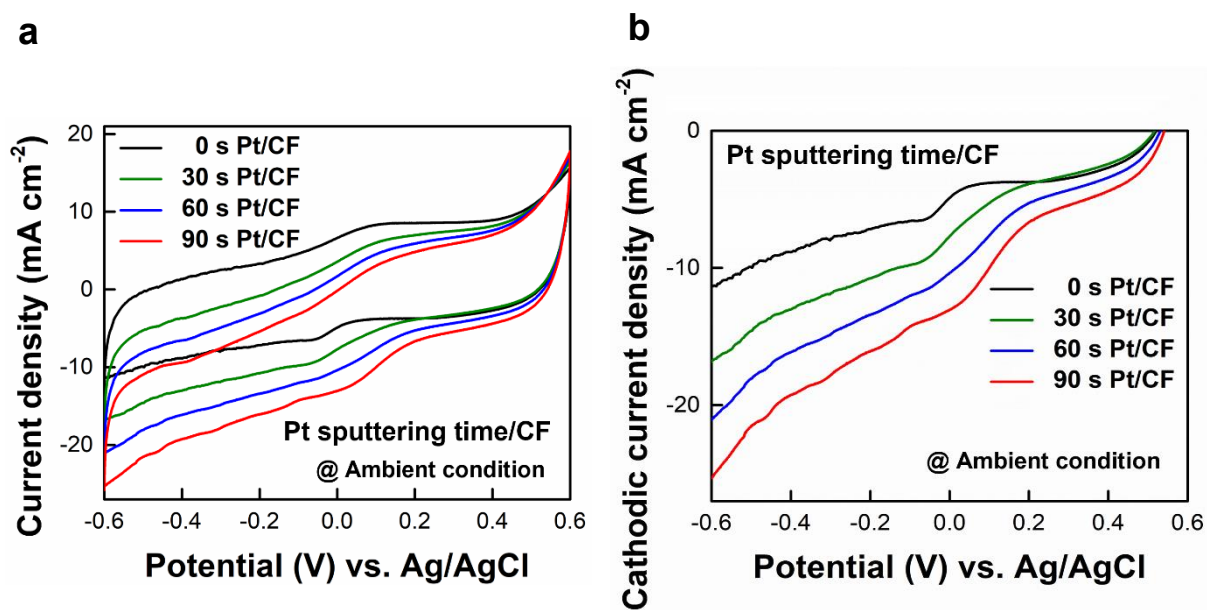 a
Current density (mA cm⁻²)
20
10
0
-10
-20
0 s Pt/CF
30 s Pt/CF
60 s Pt/CF
90 s Pt/CF
Pt sputtering time/CF
@ Ambient condition
-0.6 -0.4 -0.2 0.0 0.2 0.4 0.6
Potential (V) vs. Ag/AgCl
b
Cathodic current density (mA cm⁻²)
0
-10
-20
Pt sputtering time/CF
0 s Pt/CF
30 s Pt/CF
60 s Pt/CF
90 s Pt/CF
@ Ambient condition
-0.6 -0.4 -0.2 0.0 0.2 0.4 0.6
Potential (V) vs. Ag/AgCl